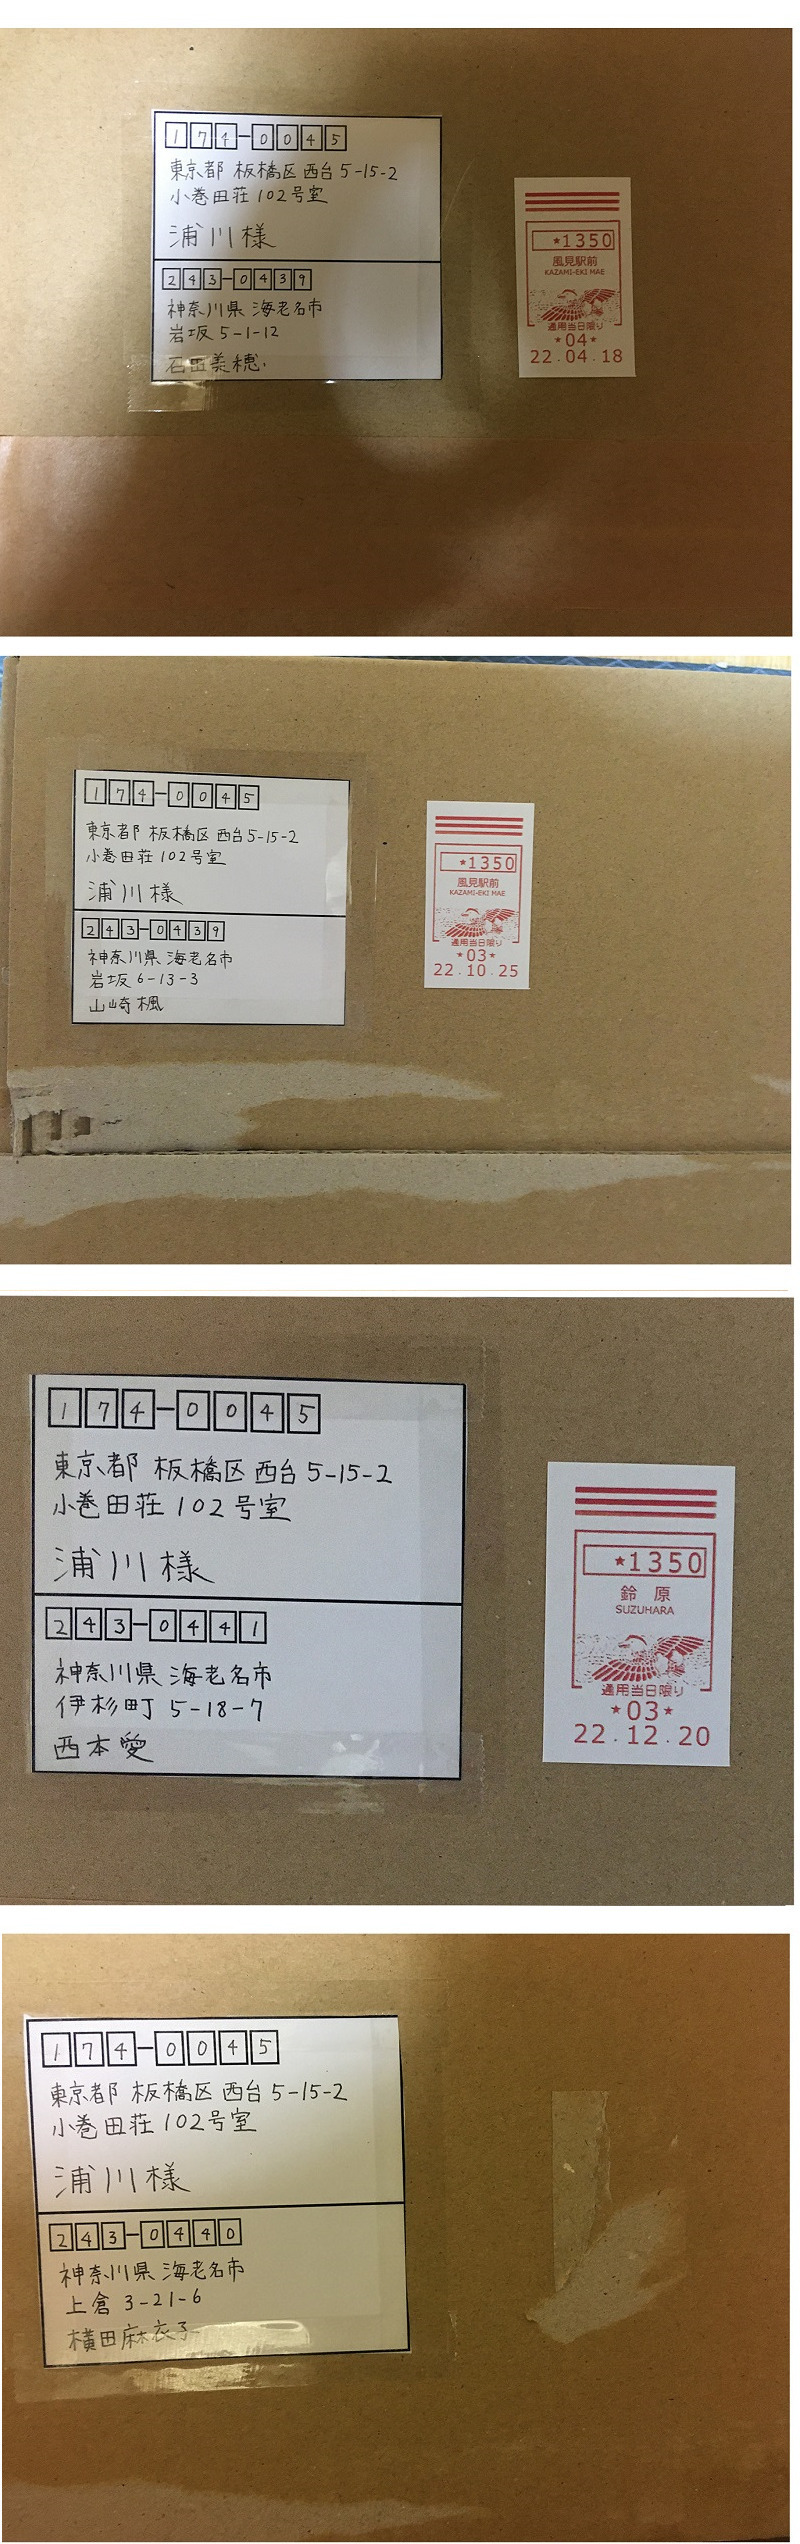 174-0045
東京都 板橋区 西台 5-15-2
小巻田荘 102号室
浦川様
243-0439
神奈川県 海老名市
岩坂 5-1-12
石田美穂
★1350
風見駅前
KAZAMI-EKI MAE
通用当日限り
★04★
22.04.18
174-0045
東京都 板橋区 西台 5-15-2
小巻田荘 102号室
浦川様
243-0439
神奈川県 海老名市
岩坂 6-13-3
山崎楓
★1350
風見駅前
KAZAMI-EKI MAE
通用当日限り
★03★
22.10.25
174-0045
東京都 板橋区 西台 5-15-2
小巻田荘 102号室
浦川様
243-0441
神奈川県 海老名市
伊杉町 5-18-7
西本愛
★1350
鈴原
SUZUHARA
通用当日限り
★03★
22.12.20
174-0045
東京都 板橋区 西台 5-15-2
小巻田荘 102号室
浦川様
243-0440
神奈川県 海老名市
上倉 3-21-6
横田麻衣子